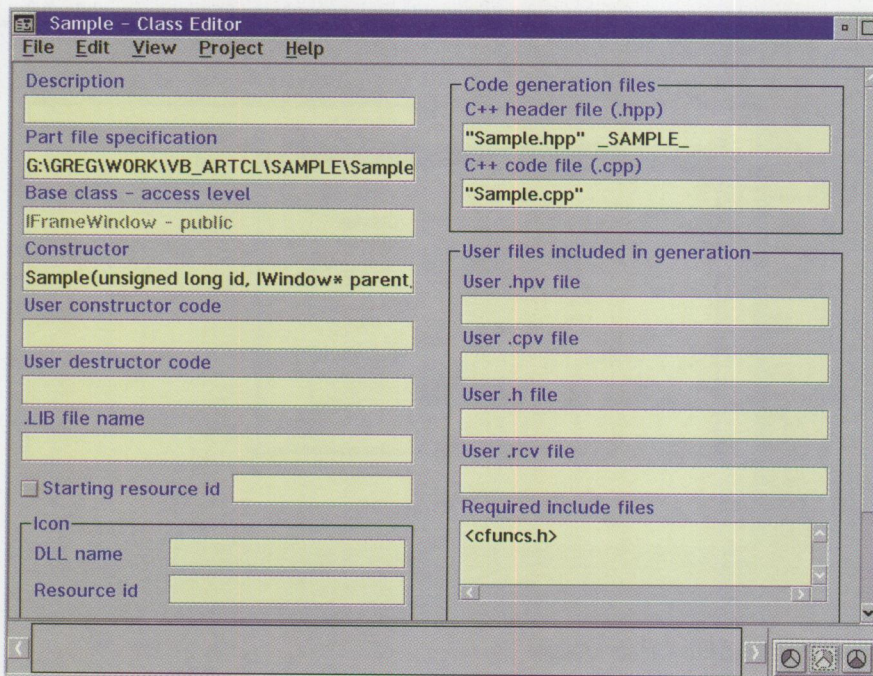 Sample - Class Editor
File Edit View Project Help
Description
Part file specification
G:\GREG\WORK\VB_ARTCL\SAMPLE\Sample
Base class - access level
IFrameWindow - public
Constructor
Sample(unsigned long id, IWindow* parent,
User constructor code
User destructor code
.LIB file name
Starting resource id
Icon
DLL name
Resource id
Code generation files
C++ header file (.hpp)
"Sample.hpp" _SAMPLE_
C++ code file (.cpp)
"Sample.cpp"
User files included in generation
User .hpv file
User .cpv file
User .h file
User .rcv file
Required include files
<cfuncs.h>